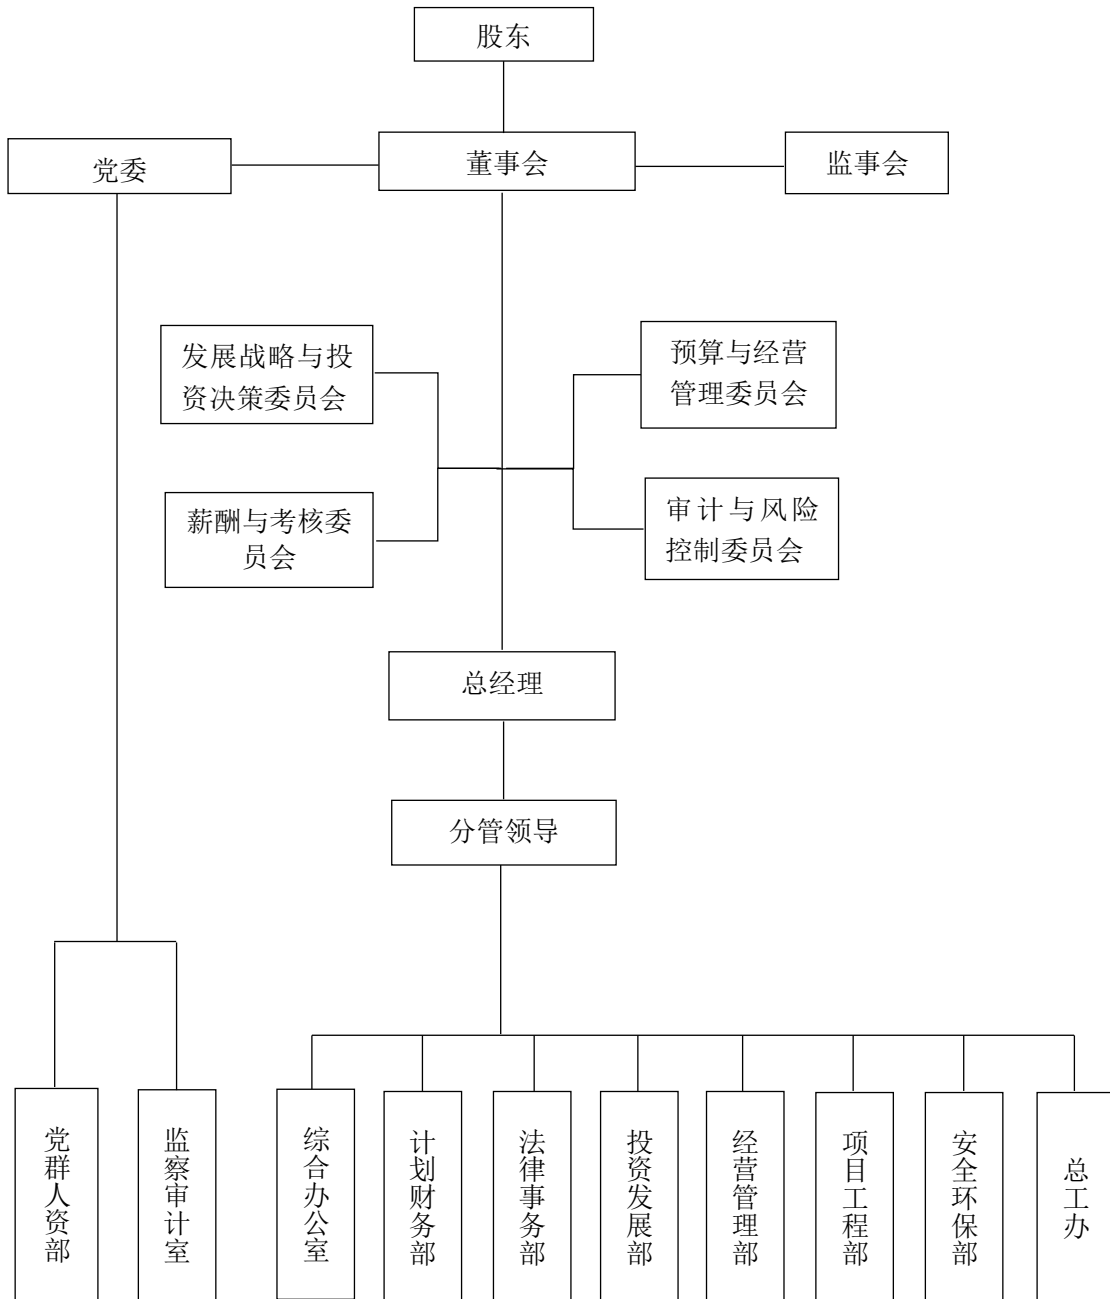 股东
党委
董事会
监事会
发展战略与投
资决策委员会
预算与经营
管理委员会
薪酬与考核委
员会
审计与风险
控制委员会
总经理
分管领导
党群人资部
监察审计室
综合办公室
计划财务部
法律事务部
投资发展部
经营管理部
项目工程部
安全环保部
总工办